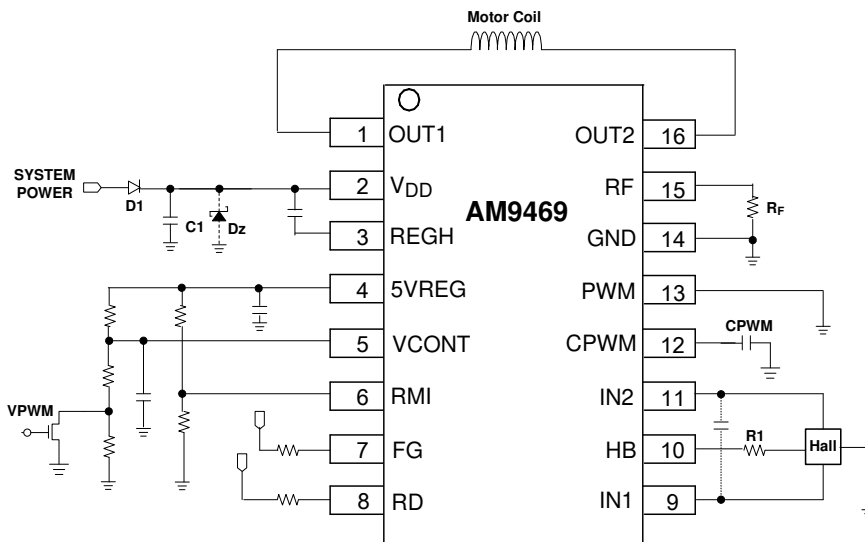 Motor Coil
1 OUT1
OUT2 16
SYSTEM
POWER
D1
C1
Dz
2 VDD
RF 15
RF
AM9469
3 REGH
GND 14
4 5VREG
PWM 13
5 VCONT
CPWM 12
CPWM
VPWM
6 RMI
IN2 11
7 FG
HB 10
R1
Hall
8 RD
IN1 9